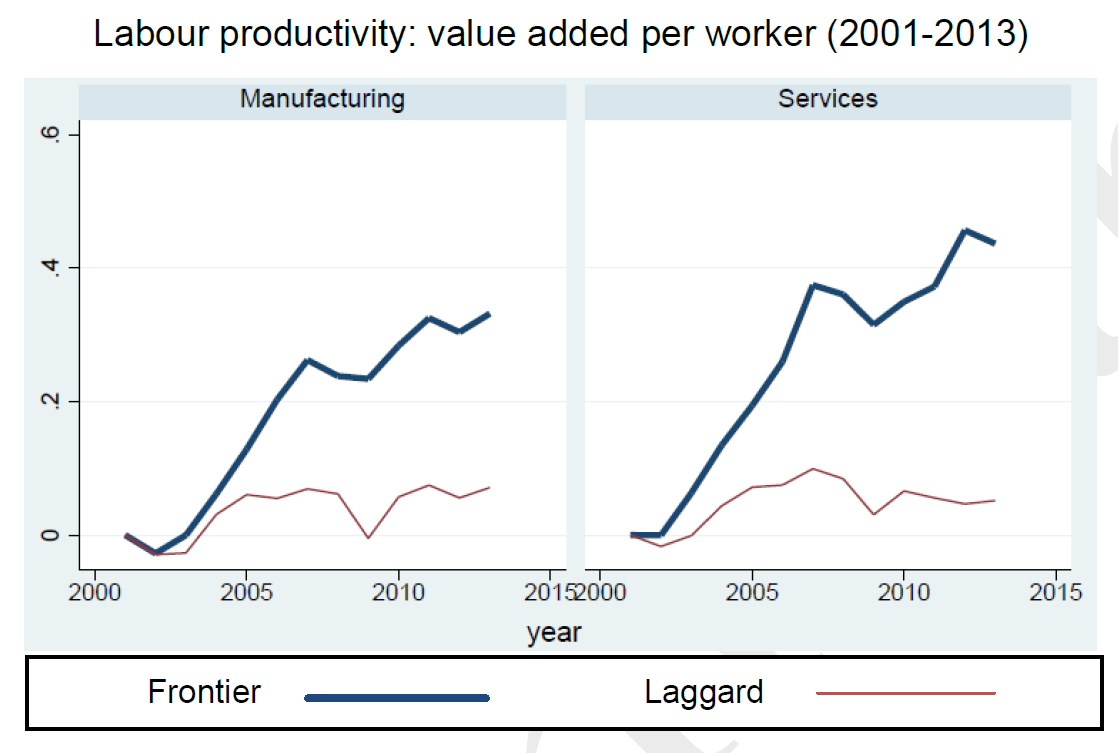 Labour productivity: value added per worker (2001-2013)
Manufacturing Services
.6
.4
.2
0
2000 2005 2010 2015 2000 2005 2010 2015
year
Frontier Laggard